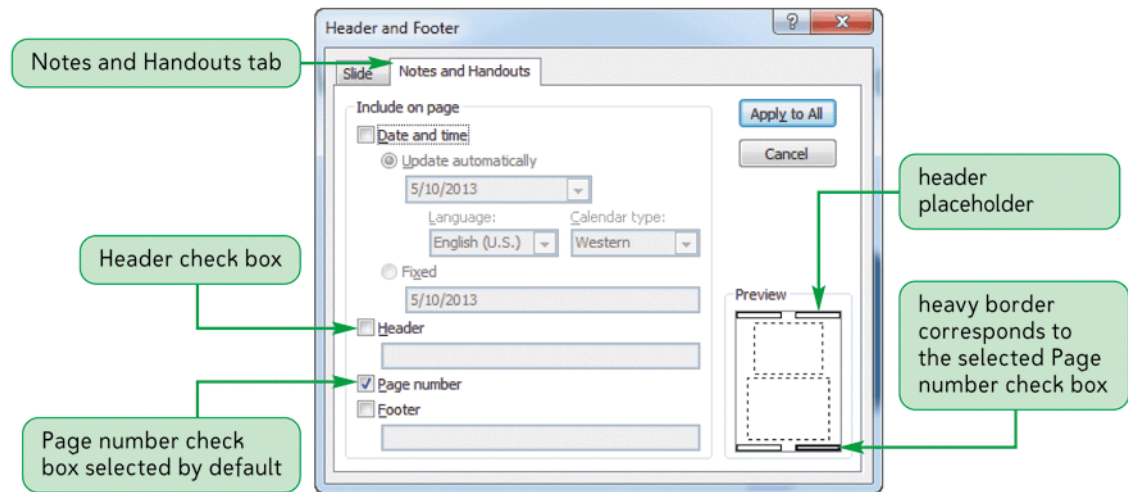 Header and Footer
Notes and Handouts tab
Slide
Notes and Handouts
Include on page
Date and time
Update automatically
5/10/2013
Language:
Calendar type:
English (U.S.)
Western
Fixed
5/10/2013
Header
Page number
Footer
Apply to All
Cancel
Preview
Header check box
Page number check
box selected by default
header
placeholder
heavy border
corresponds to
the selected Page
number check box